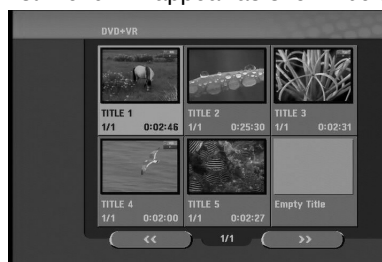 DVD+VR
TITLE 1
1/1 0:02:46
TITLE 2
1/1 0:25:30
TITLE 3
1/1 0:02:31
TITLE 4
1/1 0:02:00
TITLE 5
1/1 0:02:27
Empty Title
<< 1/1 >>